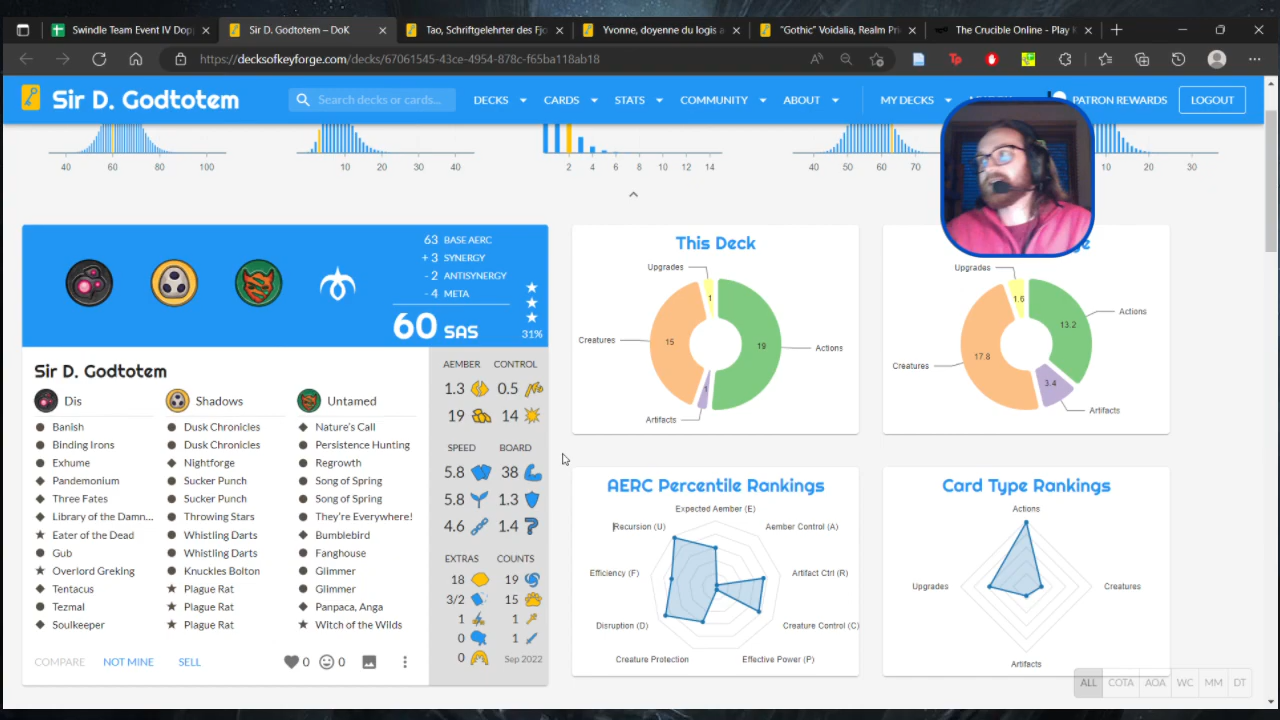 Swindle Team Event IV Dop
Sir D. Godtotem – DoK
Tao, Schriftgelehrter des Fj
Yvonne, doyenne du logis
"Gothic" Voidalia, Realm Pri
The Crucible Online - Play
https://decksofkeyforge.com/decks/67061545-43ce-4954-878c-f65ba118ab18
Sir D. Godtotem
Search decks or cards...
DECKS
CARDS
STATS
COMMUNITY
ABOUT
MY DECKS
PATRON REWARDS
LOGOUT
40 60 80 100
10 20 30 40
2 4 6 8 10 12 14
40 50 60 70
10 20 30
63 BASE AERC
+ 3 SYNERGY
- 2 ANTISYNERGY
- 4 META
60 SAS
31%
Sir D. Godtotem
Dis
Banish
Binding Irons
Exhume
Pandemonium
Three Fates
Library of the Damn...
Eater of the Dead
Gub
Overlord Greking
Tentacus
Tezmal
Soulkeeper
Shadows
Dusk Chronicles
Dusk Chronicles
Nightforge
Sucker Punch
Sucker Punch
Throwing Stars
Whistling Darts
Whistling Darts
Knuckles Bolton
Plague Rat
Plague Rat
Plague Rat
Untamed
Nature's Call
Persistence Hunting
Regrowth
Song of Spring
Song of Spring
They're Everywhere!
Bumblebird
Fanghouse
Glimmer
Glimmer
Panpaca, Anga
Witch of the Wilds
AEMBER CONTROL
1.3 0.5
19 14
SPEED BOARD
5.8 38
5.8 1.3
4.6 1.4
EXTRAS COUNTS
18 19
3/2 15
1 1
0 1
0 Sep 2022
COMPARE
NOT MINE
SELL
0
0
This Deck
Upgrades
1
Creatures
15
19
Actions
1
Artifacts
Upgrades
1.6
13.2
Actions
17.8
Creatures
3.4
Artifacts
AERC Percentile Rankings
Expected Aember (E)
Recursion (U)
Aember Control (A)
Efficiency (F)
Artifact Ctrl (R)
Disruption (D)
Creature Control (C)
Creature Protection
Effective Power (P)
Card Type Rankings
Actions
Upgrades
Creatures
Artifacts
ALL COTA AOA WC MM DT